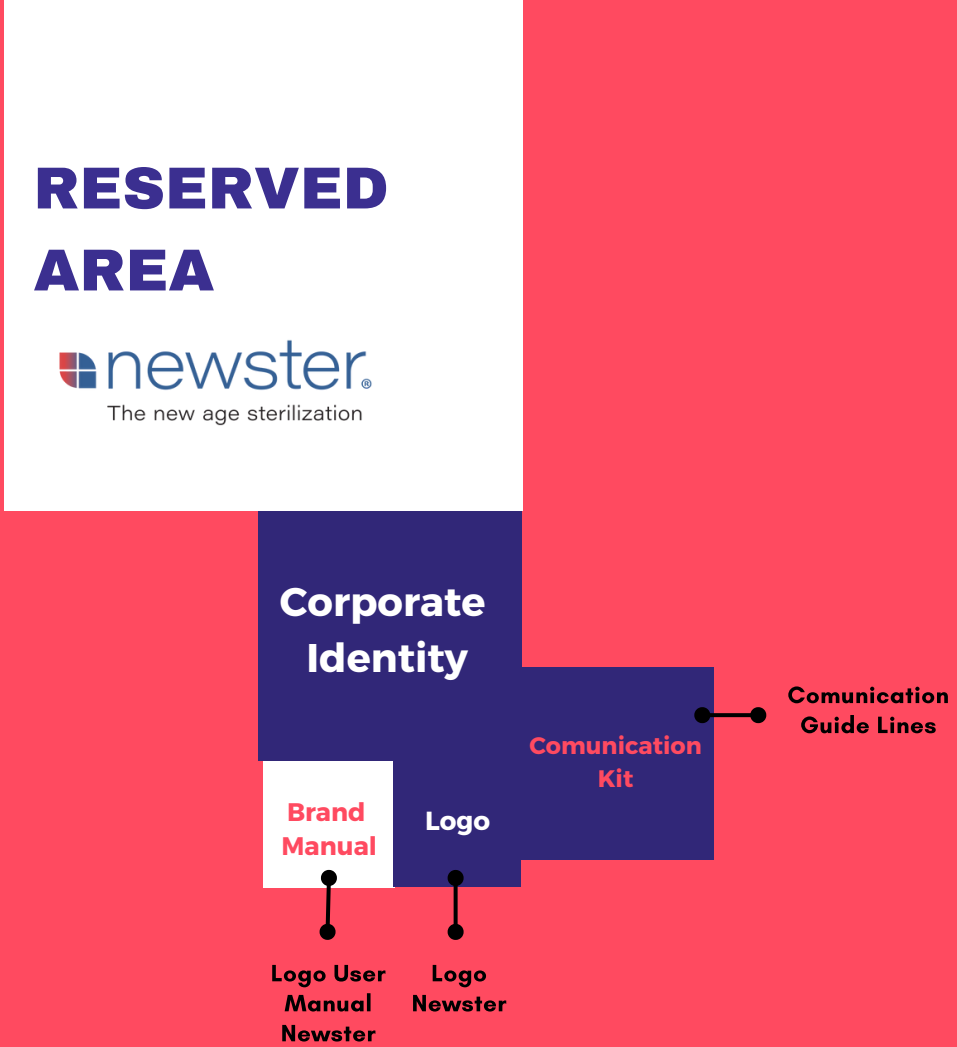 RESERVED
AREA
newster®
The new age sterilization
Corporate
Identity
Comunication
Kit
Comunication
Guide Lines
Brand
Manual
Logo
Logo User
Manual
Newster
Logo
Newster